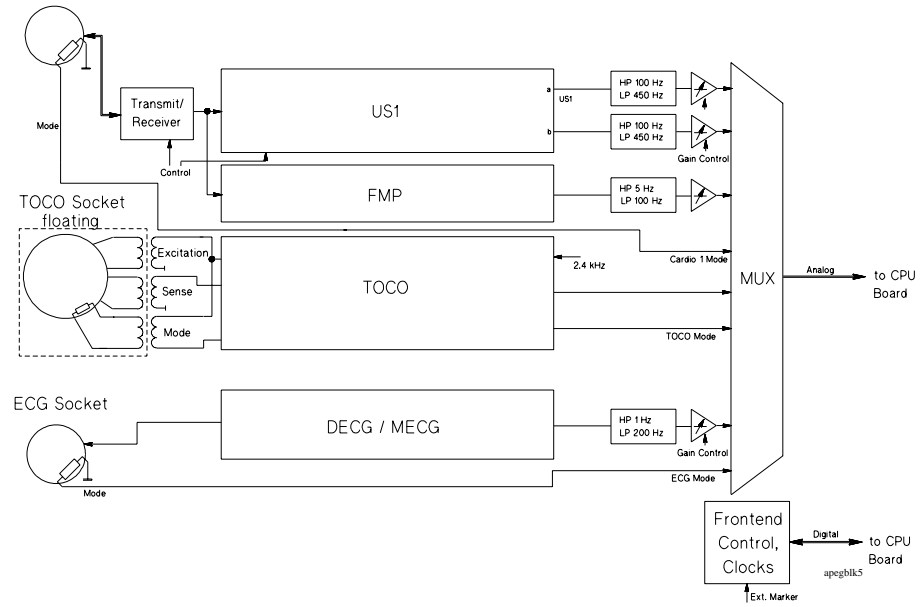 Transmit/
Receiver
Mode
Control
US1
a
US1
b
HP 100 Hz
LP 450 Hz
HP 100 Hz
LP 450 Hz
Gain Control
FMP
HP 5 Hz
LP 100 Hz
TOCO Socket
floating
Excitation
Sense
Mode
TOCO
2.4 kHz
Cardio 1 Mode
TOCO Mode
MUX
Analog
to CPU
Board
ECG Socket
Mode
DECG / MECG
HP 1 Hz
LP 200 Hz
Gain Control
ECG Mode
Frontend
Control,
Clocks
Digital
to CPU
Board
apegblk5
Ext. Marker